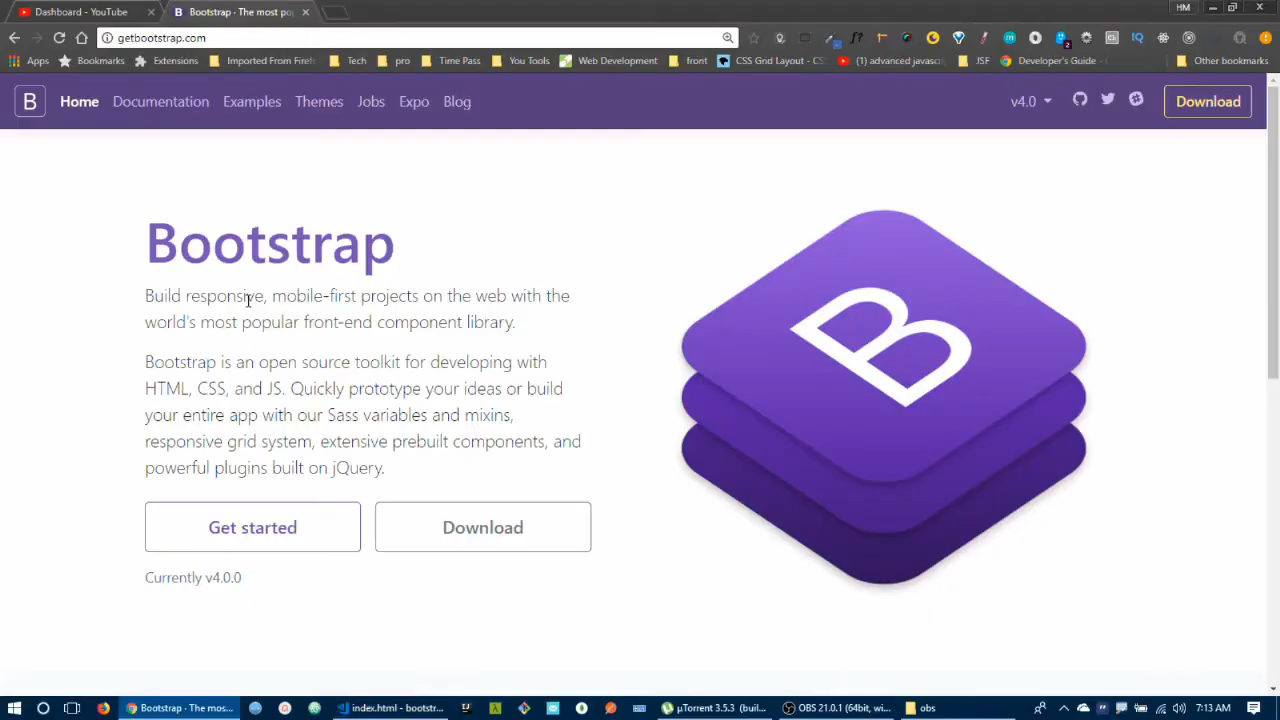 Dashboard - YouTube
Bootstrap · The most po
HM
getbootstrap.com
Apps
Bookmarks
Extensions
Imported From Firef
Tech
pro
Time Pass
You Tools
Web Development
front
CSS Grid Layout - CS
(1) advanced javasc
JSF
Developer's Guide -
Other bookmarks
B
Home
Documentation
Examples
Themes
Jobs
Expo
Blog
v4.0
Download
Bootstrap
Build responsive, mobile-first projects on the web with the
world's most popular front-end component library.
Bootstrap is an open source toolkit for developing with
HTML, CSS, and JS. Quickly prototype your ideas or build
your entire app with our Sass variables and mixins,
responsive grid system, extensive prebuilt components, and
powerful plugins built on jQuery.
Get started
Download
Currently v4.0.0
B
Bootstrap · The mos...
index.html - bootstr...
µTorrent 3.5.3 (buil...
OBS 21.0.1 (64bit, wi...
obs
7:13 AM